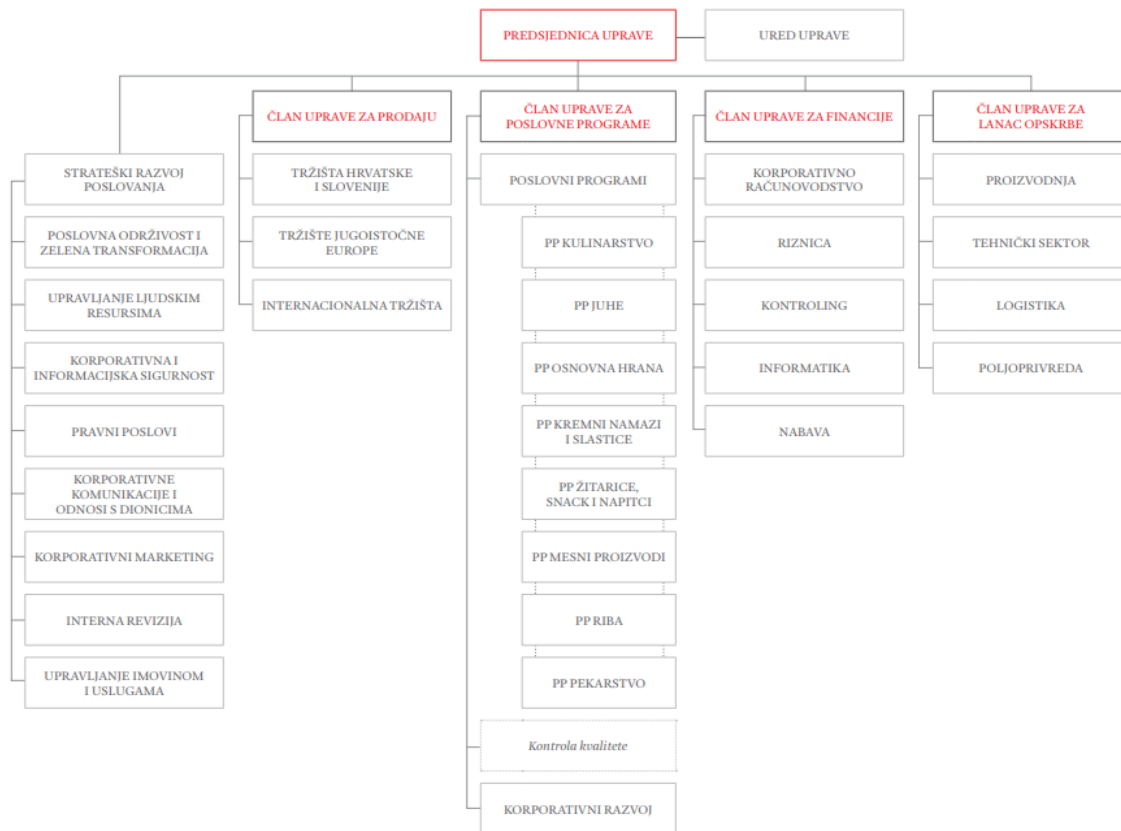 PREDSJEDNICA UPRAVE
URED UPRAVE
ČLAN UPRAVE ZA PRODAJU
ČLAN UPRAVE ZA
POSLOVNE PROGRAME
ČLAN UPRAVE ZA FINANCIJE
ČLAN UPRAVE ZA
LANAC OPSKRBE
STRATEŠKI RAZVOJ
POSLOVANJA
POSLOVNA ODRŽIVOST I
ZELENA TRANSFORMACIJA
UPRAVLJANJE LJUDSKIM
RESURSIMA
KORPORATIVNA I
INFORMACIJSKA SIGURNOST
PRAVNI POSLOVI
KORPORATIVNE
KOMUNIKACIJE I
ODNOSI S DIONICIMA
KORPORATIVNI MARKETING
INTERNA REVIZIJA
UPRAVLJANJE IMOVINOM
I USLUGAMA
TRŽIŠTA HRVATSKE
I SLOVENIJE
TRŽIŠTE JUGOISTOČNE
EUROPE
INTERNACIONALNA TRŽIŠTA
POSLOVNI PROGRAMI
PP KULINARSTVO
PP JUHE
PP OSNOVNA HRANA
PP KREMNI NAMAZI
I SLASTICE
PP ŽITARICE,
SNACK I NAPITCI
PP MESNI PROIZVODI
PP RIBA
PP PEKARSTVO
Kontrola kvalitete
KORPORATIVNI RAZVOJ
KORPORATIVNO
RAČUNOVODSTVO
RIZNICA
KONTROLING
INFORMATIKA
NABAVA
PROIZVODNJA
TEHNIČKI SEKTOR
LOGISTIKA
POLJOPRIVREDA